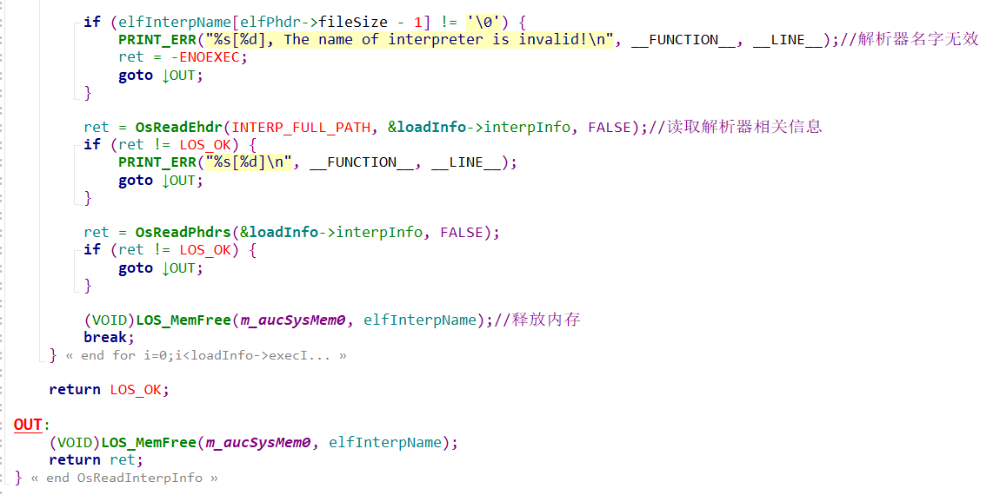 if (elfInterpName[elfPhdr->fileSize - 1] != '\0') {
PRINT_ERR("%s[%d], The name of interpreter is invalid!\n", __FUNCTION__, __LINE__);//解析器名字无效
ret = -ENOEXEC;
goto ↓OUT;
}
ret = OsReadEhdr(INTERP_FULL_PATH, &loadInfo->interpInfo, FALSE);//读取解析器相关信息
if (ret != LOS_OK) {
PRINT_ERR("%s[%d]\n", __FUNCTION__, __LINE__);
goto ↓OUT;
}
ret = OsReadPhdrs(&loadInfo->interpInfo, FALSE);
if (ret != LOS_OK) {
goto ↓OUT;
}
(VOID)LOS_MemFree(m_aucSysMem0, elfInterpName);//释放内存
break;
} « end for i=0;i<loadInfo->execI... »
return LOS_OK;
OUT:
(VOID)LOS_MemFree(m_aucSysMem0, elfInterpName);
return ret;
} « end OsReadInterpInfo »